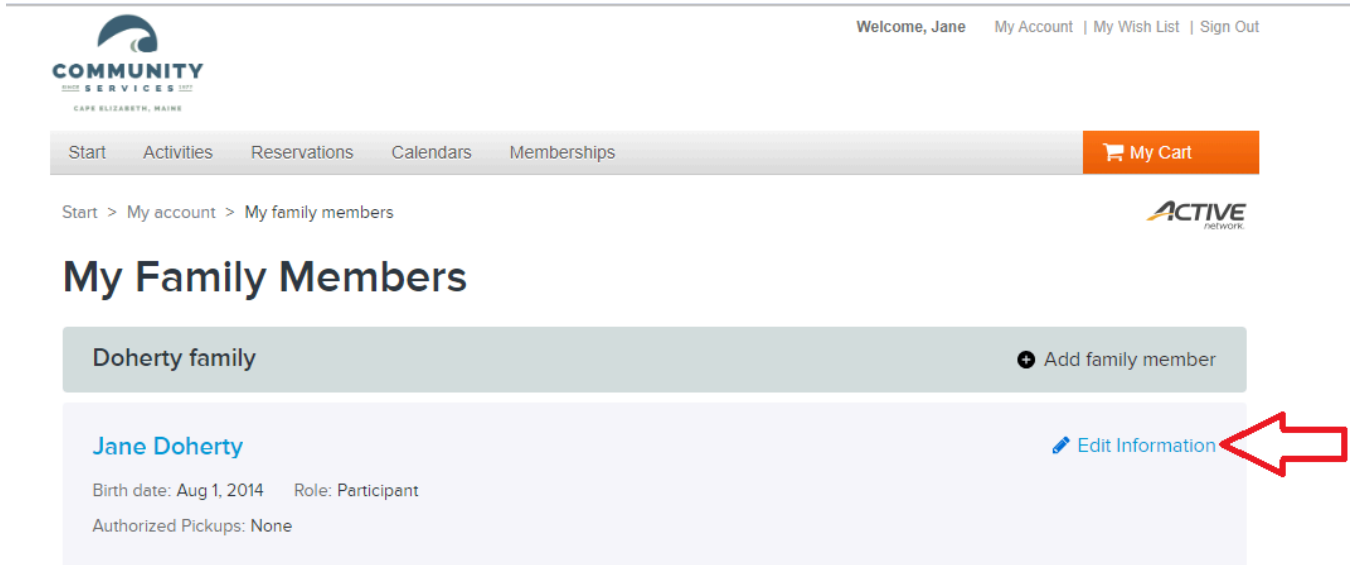 Welcome, Jane My Account | My Wish List | Sign Out
COMMUNITY
SINCE SERVICES 1977
CAPE ELIZABETH, MAINE
Start Activities Reservations Calendars Memberships My Cart
Start > My account > My family members
ACTIVE
network.
My Family Members
Doherty family Add family member
Jane Doherty Edit Information
Birth date: Aug 1, 2014 Role: Participant
Authorized Pickups: None